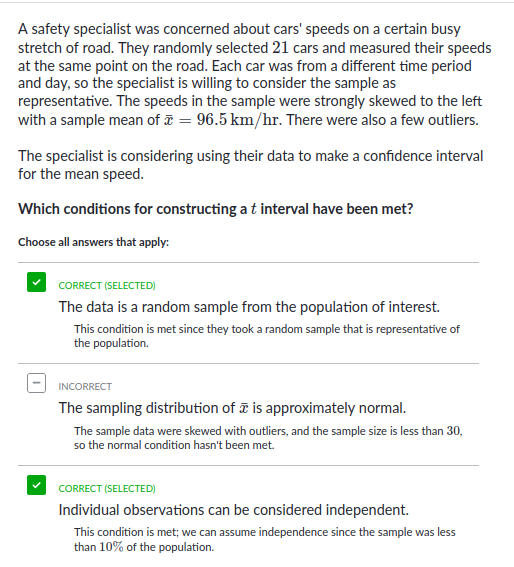 A safety specialist was concerned about cars' speeds on a certain busy
stretch of road. They randomly selected 21 cars and measured their speeds
at the same point on the road. Each car was from a different time period
and day, so the specialist is willing to consider the sample as
representative. The speeds in the sample were strongly skewed to the left
with a sample mean of x̄ = 96.5 km/hr. There were also a few outliers.
The specialist is considering using their data to make a confidence interval
for the mean speed.
Which conditions for constructing a t interval have been met?
Choose all answers that apply:
CORRECT (SELECTED)
The data is a random sample from the population of interest.
This condition is met since they took a random sample that is representative of
the population.
INCORRECT
The sampling distribution of x̄ is approximately normal.
The sample data were skewed with outliers, and the sample size is less than 30,
so the normal condition hasn't been met.
CORRECT (SELECTED)
Individual observations can be considered independent.
This condition is met; we can assume independence since the sample was less
than 10% of the population.